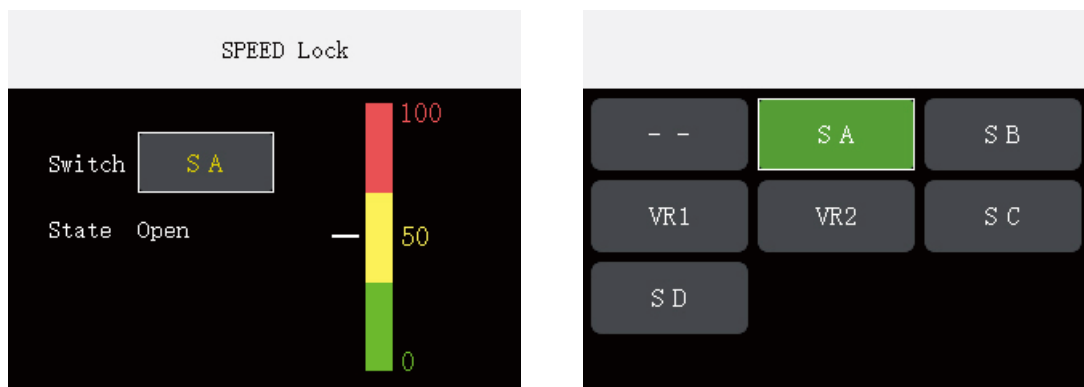 SPEED Lock
100
Switch S A
State Open
50
0
- - S A S B
VR1 VR2 S C
S D